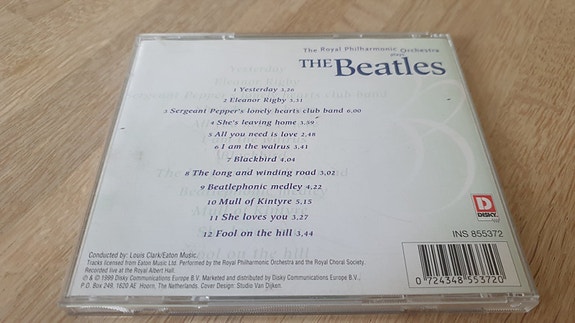 The Royal Philharmonic Orchestra
plays
THE Beatles
1 Yesterday 3,26
2 Eleanor Rigby 3,31
3 Sergeant Pepper's lonely hearts club band 6,00
4 She's leaving home 3,59
5 All you need is love 2,48
6 I am the walrus 3,41
7 Blackbird 4,04
8 The long and winding road 3,02
9 Beatlephonic medley 4,22
10 Mull of Kintyre 5,15
11 She loves you 3,27
12 Fool on the hill 3,44
D
DISKY
INS 855372
0 724348 553720
Conducted by: Louis Clark/Eaton Music.
Tracks licensed from Eaton Music Ltd. Performed by the Royal Philharmonic Orchestra and the Royal Choral Society.
Recorded live at the Royal Albert Hall.
℗ & © 1999 Disky Communications Europe B.V. Marketed and distributed by Disky Communications Europe B.V.,
P.O. Box 249, 1620 AE Hoorn, The Netherlands. Cover Design: Studio Van Dijken.